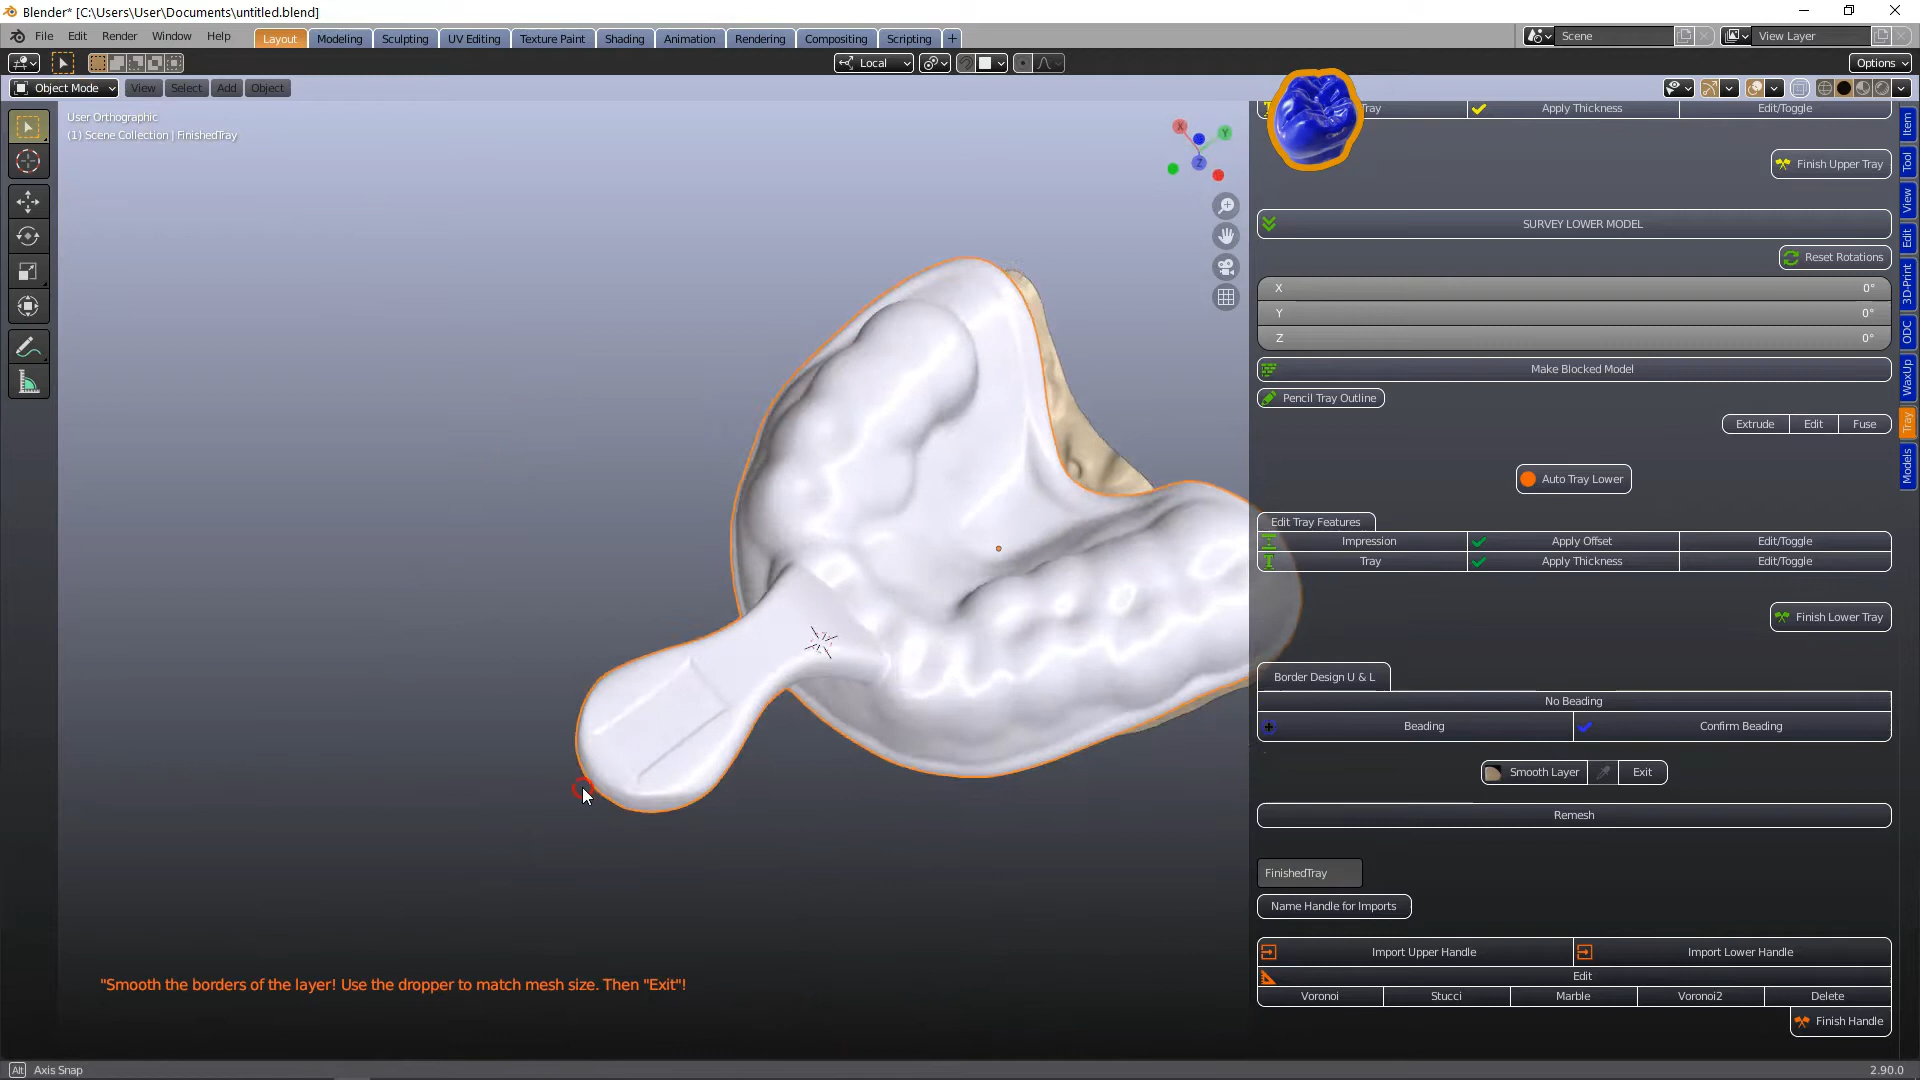 Blender* [C:\Users\User\Documents\untitled.blend]
File Edit Render Window Help Layout Modeling Sculpting UV Editing Texture Paint Shading Animation Rendering Compositing Scripting + Scene View Layer
Local Options
Object Mode View Select Add Object
User Orthographic
(1) Scene Collection | FinishedTray
X Y Z
Tray Apply Thickness Edit/Toggle
Finish Upper Tray
SURVEY LOWER MODEL
Reset Rotations
X 0°
Y 0°
Z 0°
Make Blocked Model
Pencil Tray Outline
Extrude Edit Fuse
Auto Tray Lower
Edit Tray Features
Impression Apply Offset Edit/Toggle
Tray Apply Thickness Edit/Toggle
Finish Lower Tray
Border Design U & L
No Beading
Beading Confirm Beading
Smooth Layer Exit
Remesh
FinishedTray
Name Handle for Imports
Import Upper Handle Import Lower Handle
Edit
Voronoi Stucci Marble Voronoi2 Delete
Finish Handle
Item
Tool
View
Edit
3D-Print
ODC
WaxUp
Tray
Models
"Smooth the borders of the layer! Use the dropper to match mesh size. Then "Exit"!
Alt Axis Snap 2.90.0